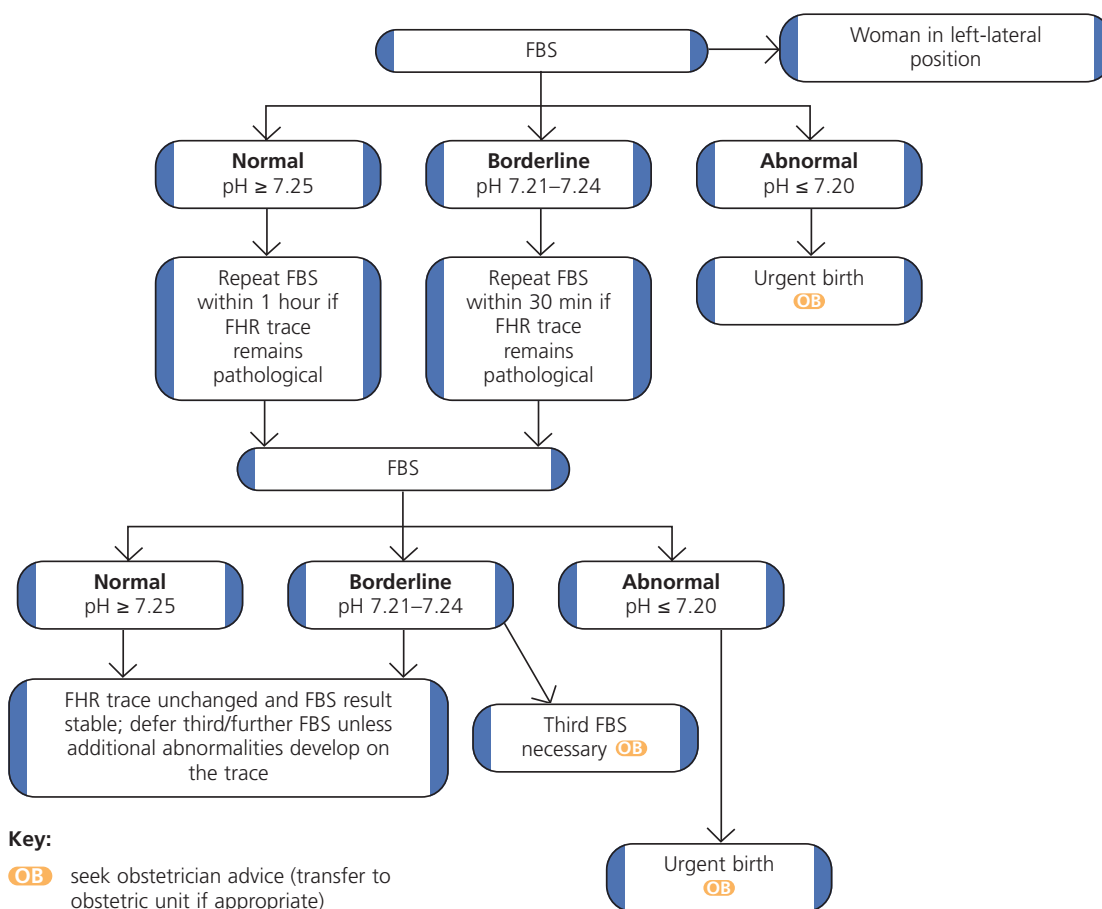 FBS
Woman in left-lateral
position
Normal
pH ≥ 7.25
Borderline
pH 7.21–7.24
Abnormal
pH ≤ 7.20
Repeat FBS
within 1 hour if
FHR trace
remains
pathological
Repeat FBS
within 30 min if
FHR trace
remains
pathological
Urgent birth
OB
FBS
Normal
pH ≥ 7.25
Borderline
pH 7.21–7.24
Abnormal
pH ≤ 7.20
FHR trace unchanged and FBS result
stable; defer third/further FBS unless
additional abnormalities develop on
the trace
Third FBS
necessary OB
Urgent birth
OB
Key:
OB seek obstetrician advice (transfer to
obstetric unit if appropriate)